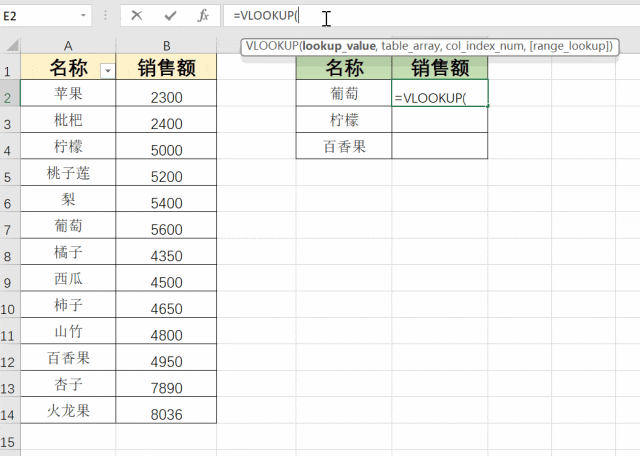 E2 fx =VLOOKUP(
VLOOKUP(lookup_value, table_array, col_index_num, [range_lookup])
A B
1 名称 销售额 名称 销售额
2 苹果 2300 葡萄 =VLOOKUP(
3 枇杷 2400 柠檬
4 柠檬 5000 百香果
5 桃子莲 5200
6 梨 5400
7 葡萄 5600
8 橘子 4350
9 西瓜 4500
10 柿子 4650
11 山竹 4800
12 百香果 4950
13 杏子 7890
14 火龙果 8036
15